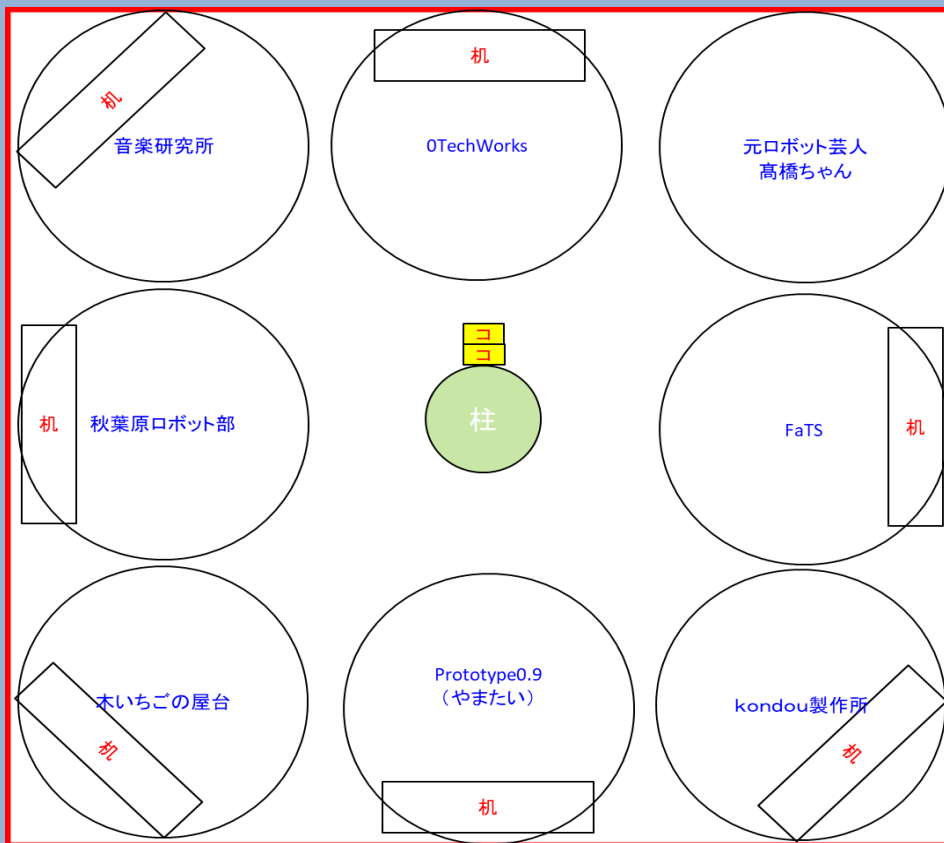 机
机
音楽研究所
0TechWorks
元ロボット芸人
髙橋ちゃん
コ
コ
柱
机
秋葉原ロボット部
FaTS
机
木いちごの屋台
机
Prototype0.9
（やまたい）
机
kondou製作所
机